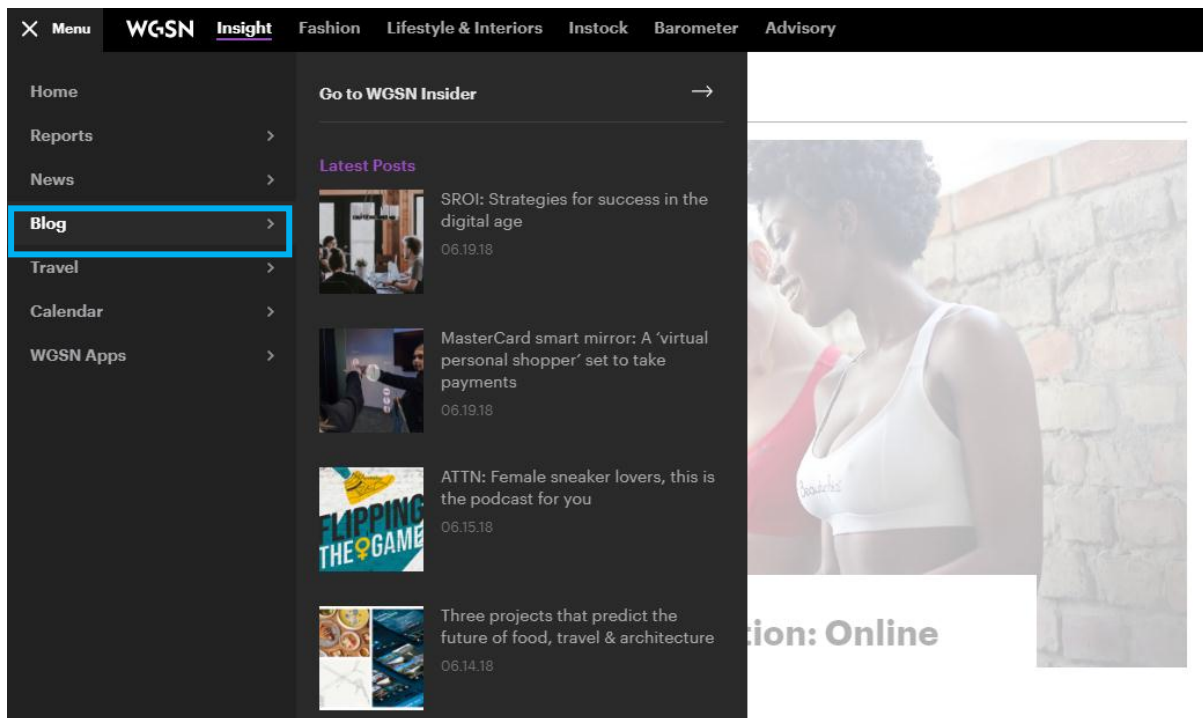 Menu WGSN Insight Fashion Lifestyle & Interiors Instock Barometer Advisory
Home
Reports
News
Blog
Travel
Calendar
WGSN Apps
Go to WGSN Insider
Latest Posts
SROI: Strategies for success in the
digital age
06.19.18
MasterCard smart mirror: A ‘virtual
personal shopper’ set to take
payments
06.19.18
FLIPPING
THE GAME
ATTN: Female sneaker lovers, this is
the podcast for you
06.15.18
Three projects that predict the
future of food, travel & architecture
06.14.18
tion: Online